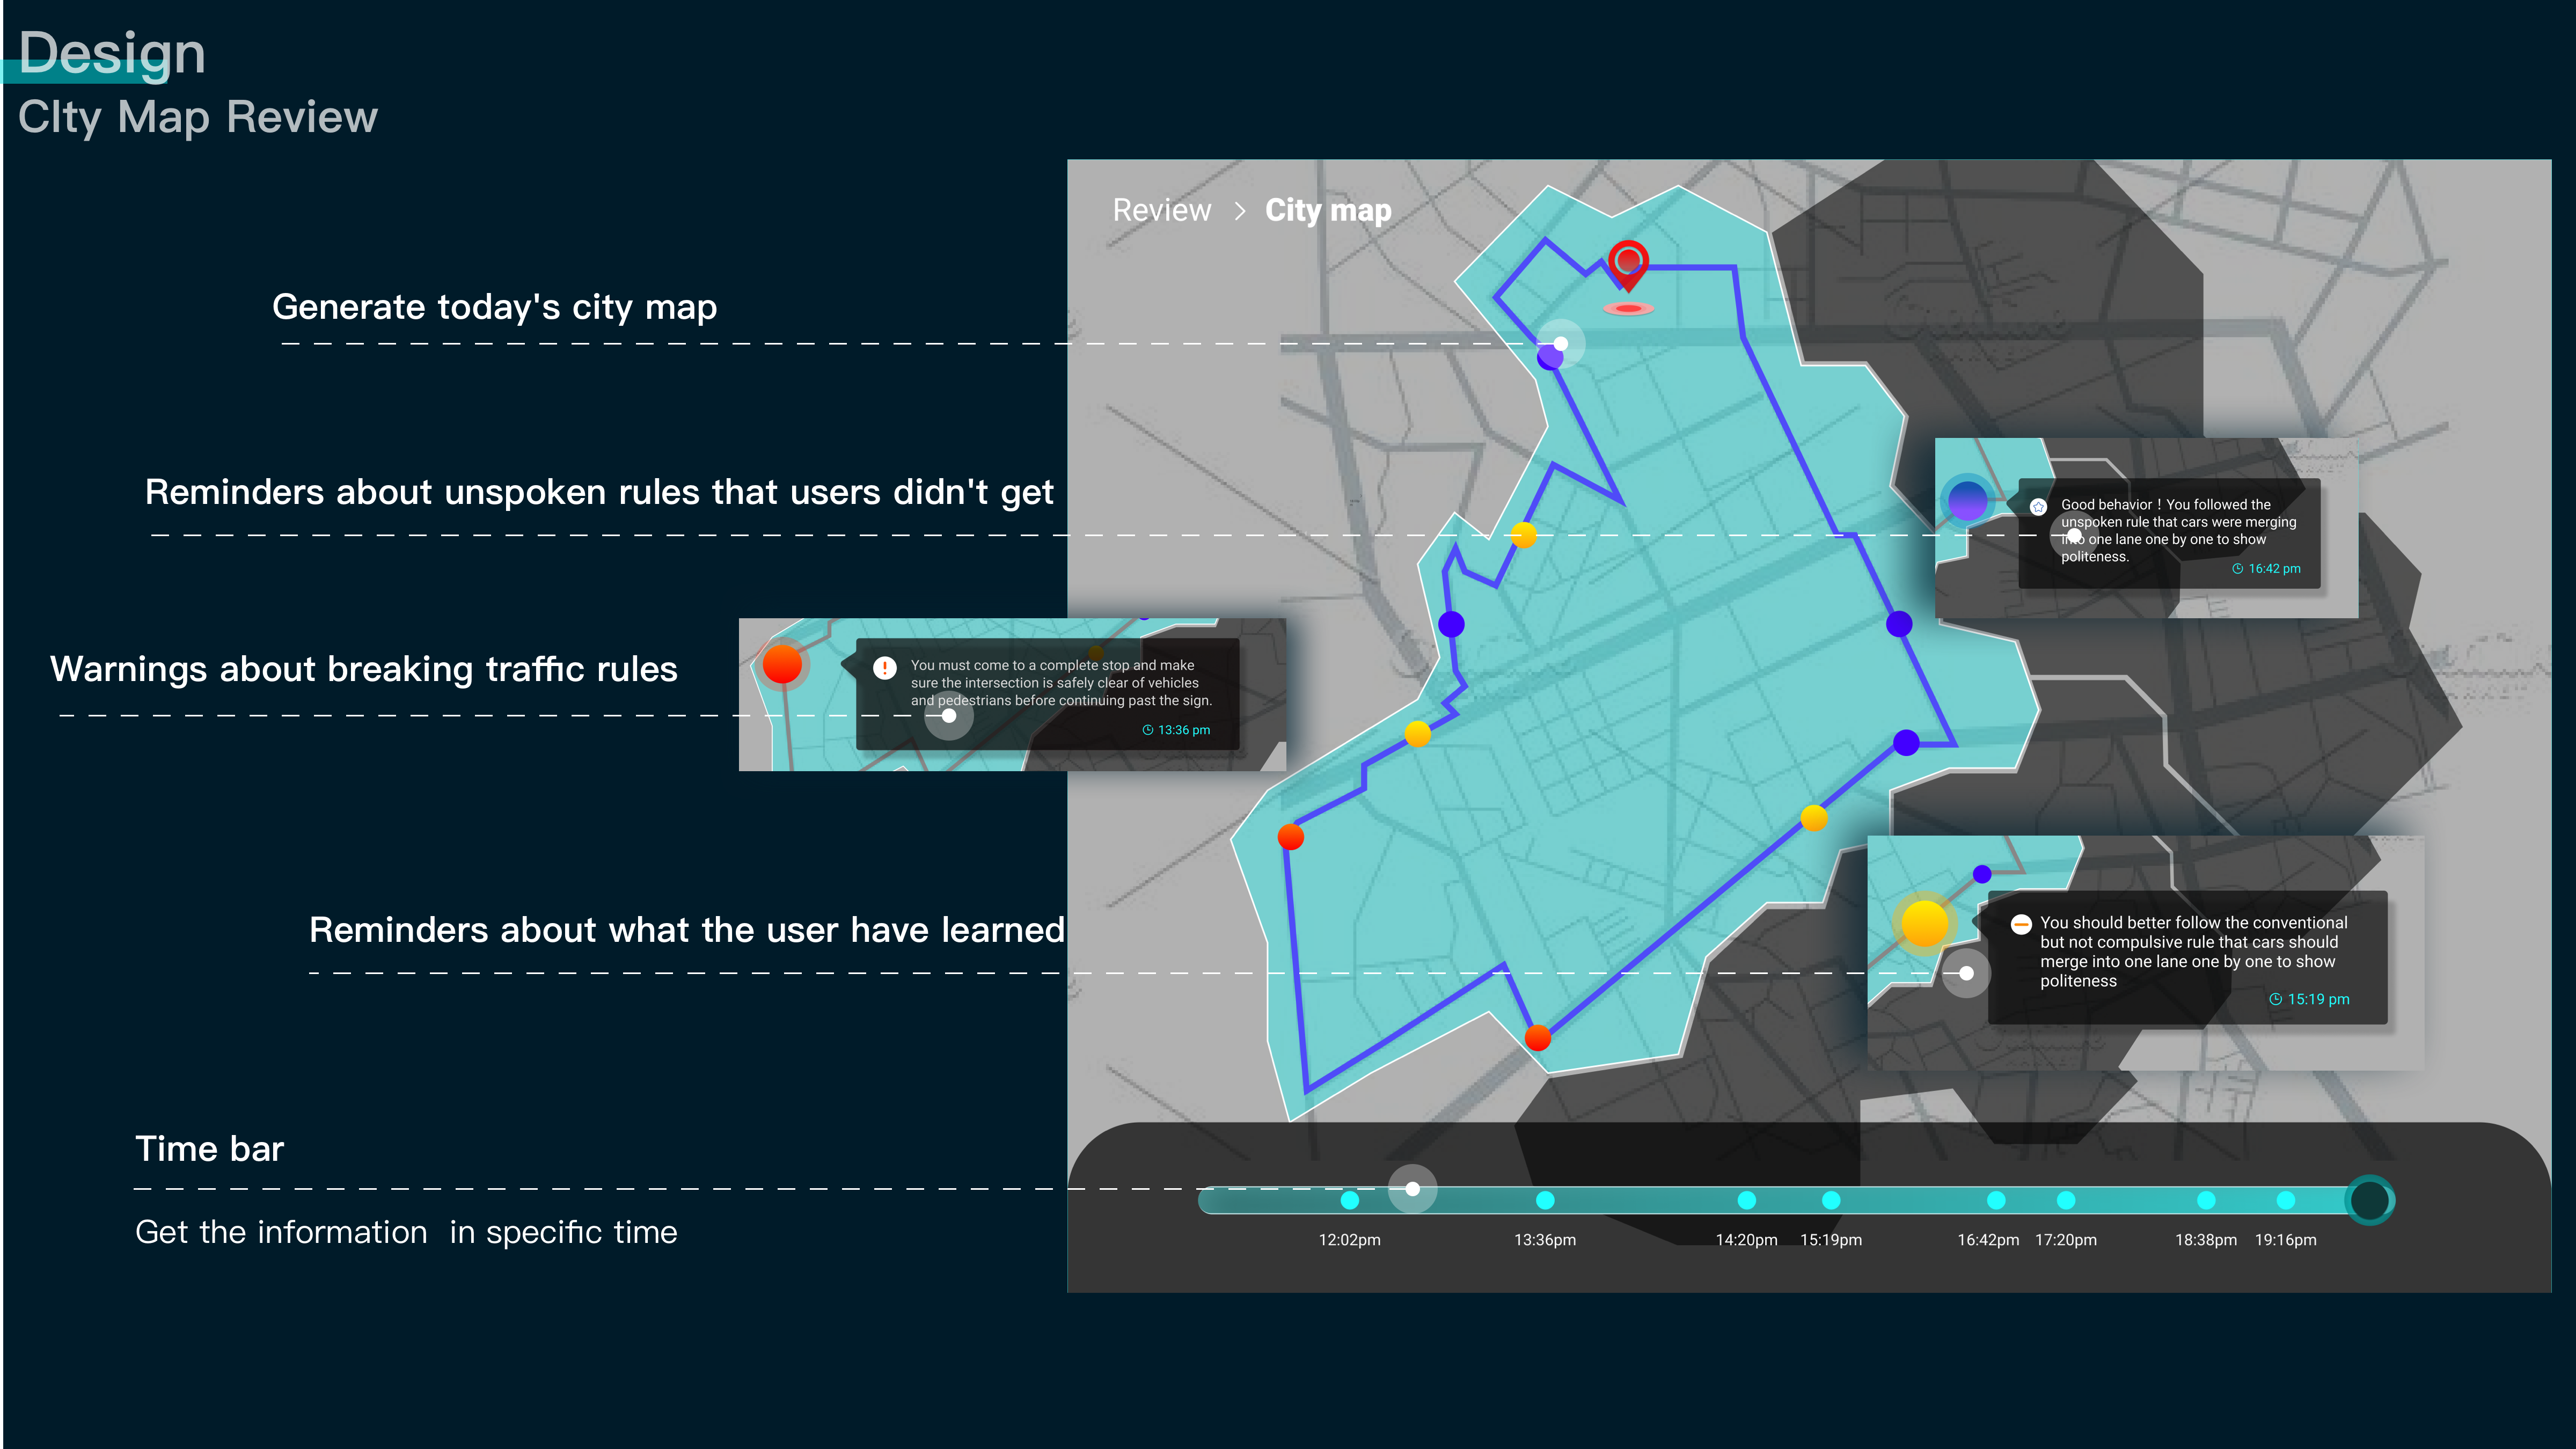 Design
CIty Map Review
Review > City map
Generate today's city map
Reminders about unspoken rules that users didn't get
Good behavior ! You followed the
unspoken rule that cars were merging
into one lane one by one to show
politeness.
16:42 pm
Warnings about breaking traffic rules
You must come to a complete stop and make
sure the intersection is safely clear of vehicles
and pedestrians before continuing past the sign.
13:36 pm
Reminders about what the user have learned
You should better follow the conventional
but not compulsive rule that cars should
merge into one lane one by one to show
politeness
15:19 pm
Time bar
Get the information in specific time
12:02pm 13:36pm 14:20pm 15:19pm 16:42pm 17:20pm 18:38pm 19:16pm